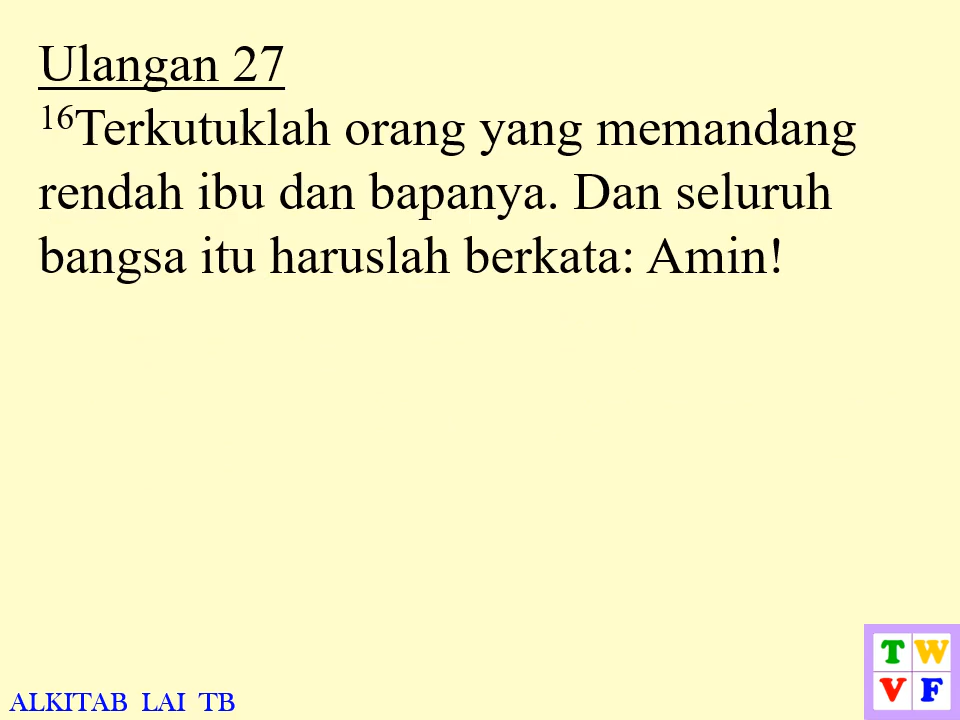 Ulangan 27
16Terkutuklah orang yang memandang
rendah ibu dan bapanya. Dan seluruh
bangsa itu haruslah berkata: Amin!
ALKITAB LAI TB
T W
V F